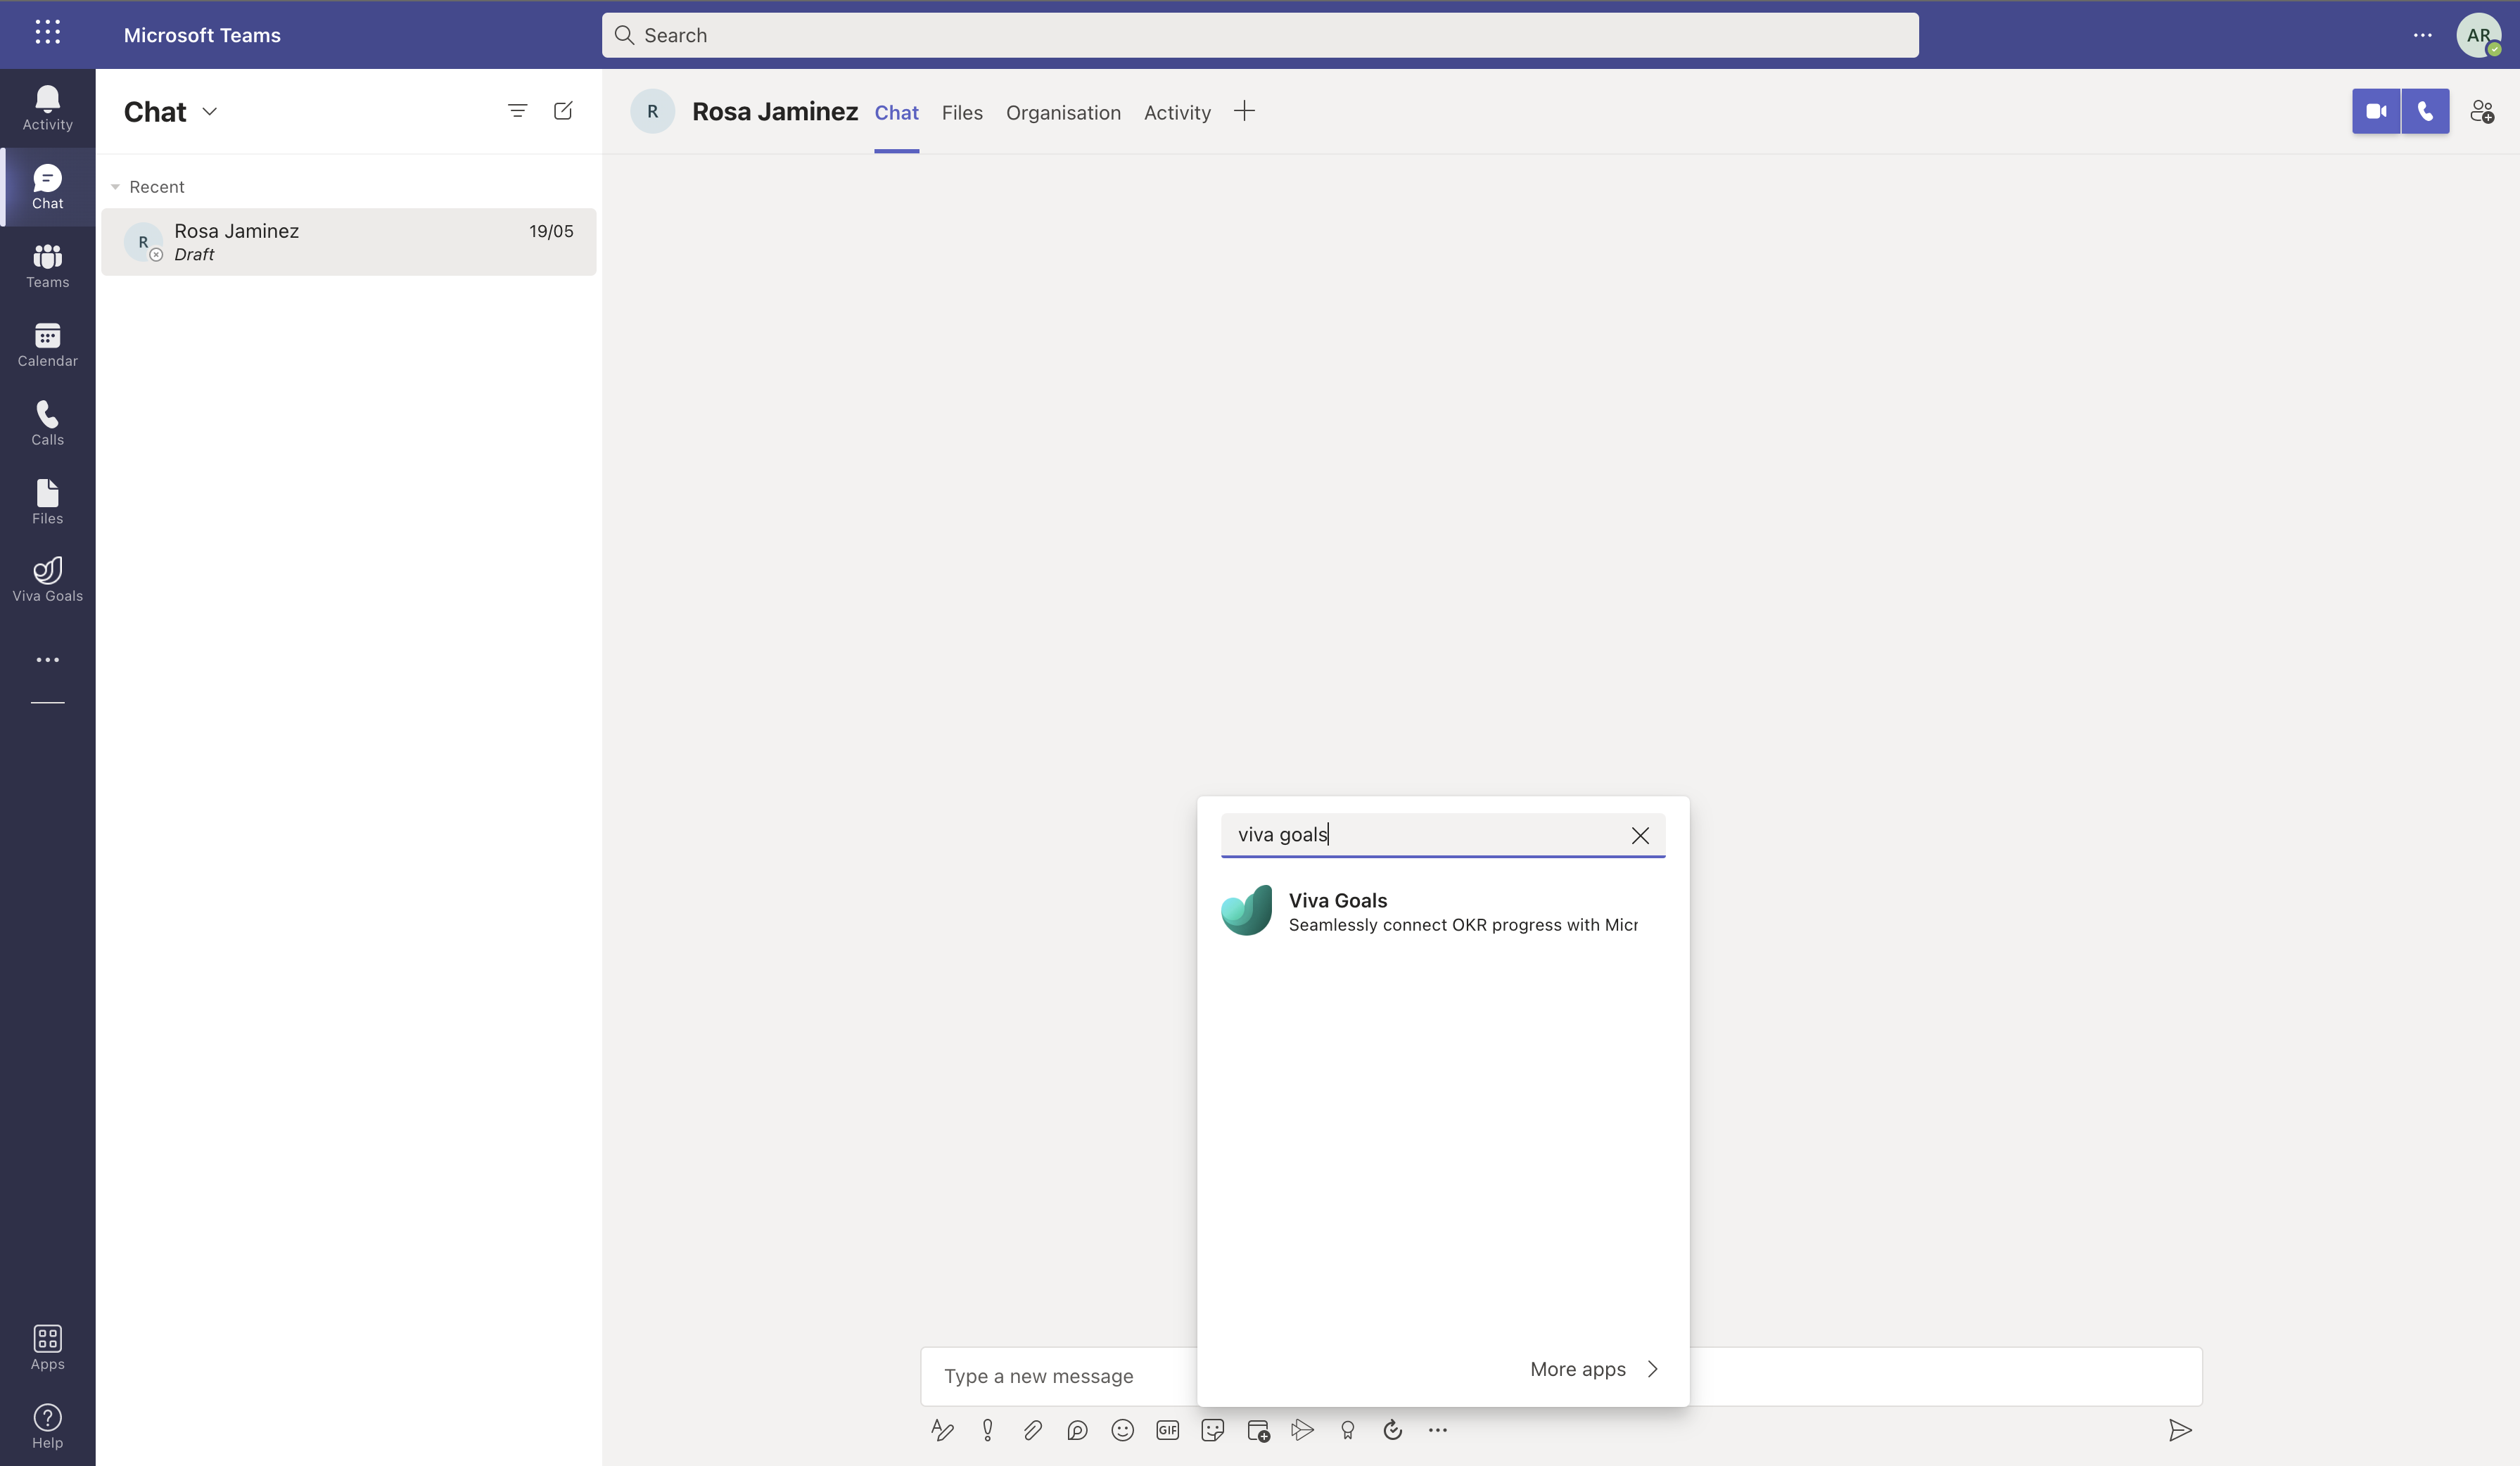 Microsoft Teams
Search
AR
Activity
Chat
Teams
Calendar
Calls
Files
Viva Goals
Apps
Help
Chat
Recent
R
Rosa Jaminez
19/05
Draft
R
Rosa Jaminez
Chat
Files
Organisation
Activity
viva goals
Viva Goals
Seamlessly connect OKR progress with Micr
More apps
Type a new message
GIF